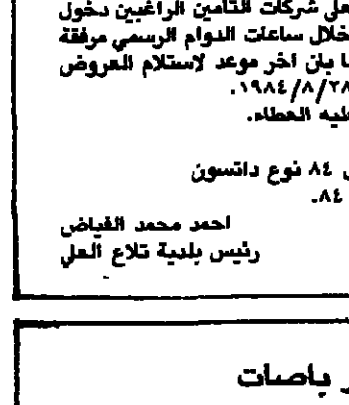 على شركات التأمين الراغبين دخول
خلال ساعات الدوام الرسمي مرفقة
بان اخر موعد لاستلام العروض
١٩٨٤/٨/٢٨.
عليه العطاء.
٨٤ نوع داتسون
٨٤.
احمد محمد الفياض
رئيس بلدية تلاع العلي
باصات